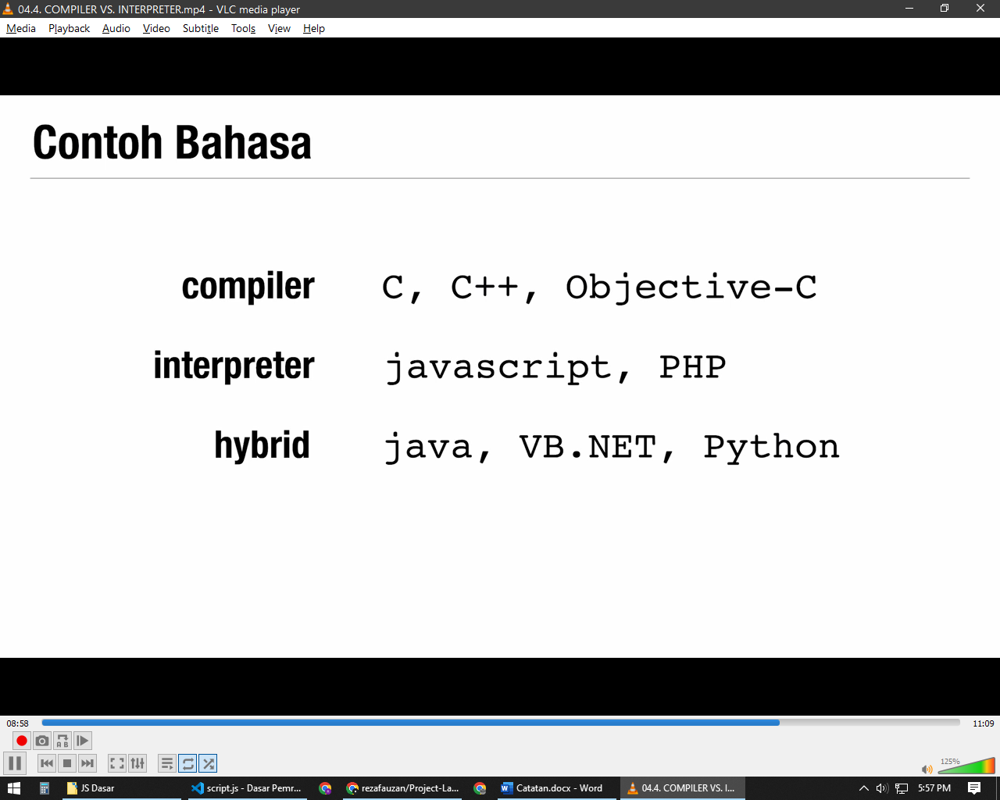 04.4. COMPILER VS. INTERPRETER.mp4 - VLC media player
Media Playback Audio Video Subtitle Tools View Help
Contoh Bahasa
compiler C, C++, Objective-C
interpreter javascript, PHP
hybrid java, VB.NET, Python
08:58 11:09
A B
125%
JS Dasar script.js - Dasar Pemr... rezafauzan/Project-La... Catatan.docx - Word 04.4. COMPILER VS. I... 5:57 PM